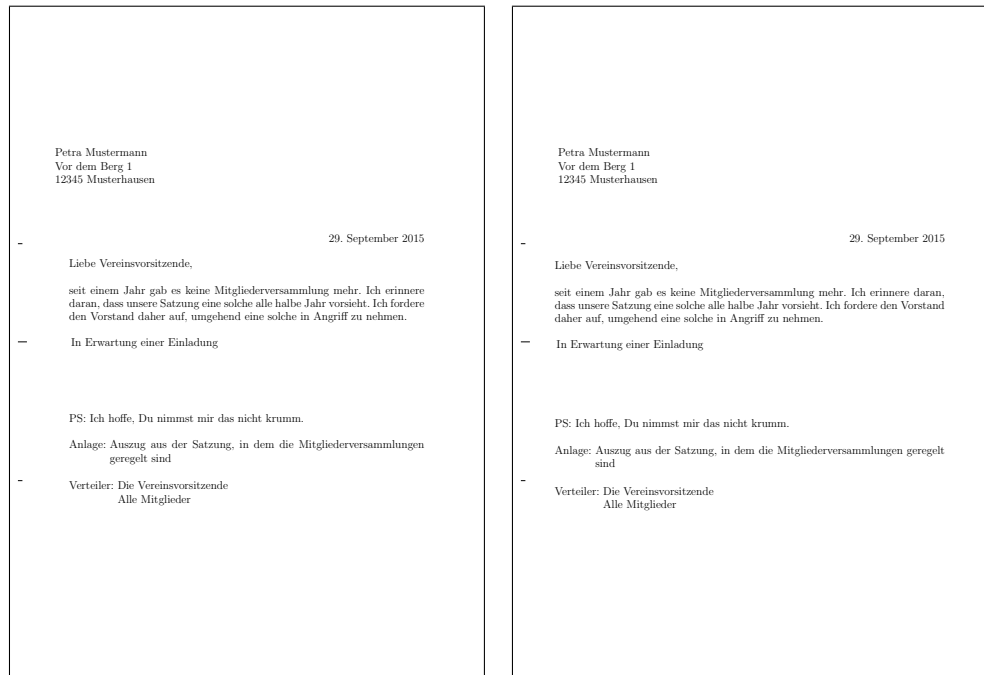 Petra Mustermann
Vor dem Berg 1
12345 Musterhausen
29. September 2015
Liebe Vereinsvorsitzende,
seit einem Jahr gab es keine Mitgliederversammlung mehr. Ich erinnere
daran, dass unsere Satzung eine solche alle halbe Jahr vorsieht. Ich fordere
den Vorstand daher auf, umgehend eine solche in Angriff zu nehmen.
In Erwartung einer Einladung
PS: Ich hoffe, Du nimmst mir das nicht krumm.
Anlage: Auszug aus der Satzung, in dem die Mitgliederversammlungen
geregelt sind
Verteiler: Die Vereinsvorsitzende
Alle Mitglieder
Petra Mustermann
Vor dem Berg 1
12345 Musterhausen
29. September 2015
Liebe Vereinsvorsitzende,
seit einem Jahr gab es keine Mitgliederversammlung mehr. Ich erinnere daran,
dass unsere Satzung eine solche alle halbe Jahr vorsieht. Ich fordere den Vorstand
daher auf, umgehend eine solche in Angriff zu nehmen.
In Erwartung einer Einladung
PS: Ich hoffe, Du nimmst mir das nicht krumm.
Anlage: Auszug aus der Satzung, in dem die Mitgliederversammlungen geregelt
sind
Verteiler: Die Vereinsvorsitzende
Alle Mitglieder